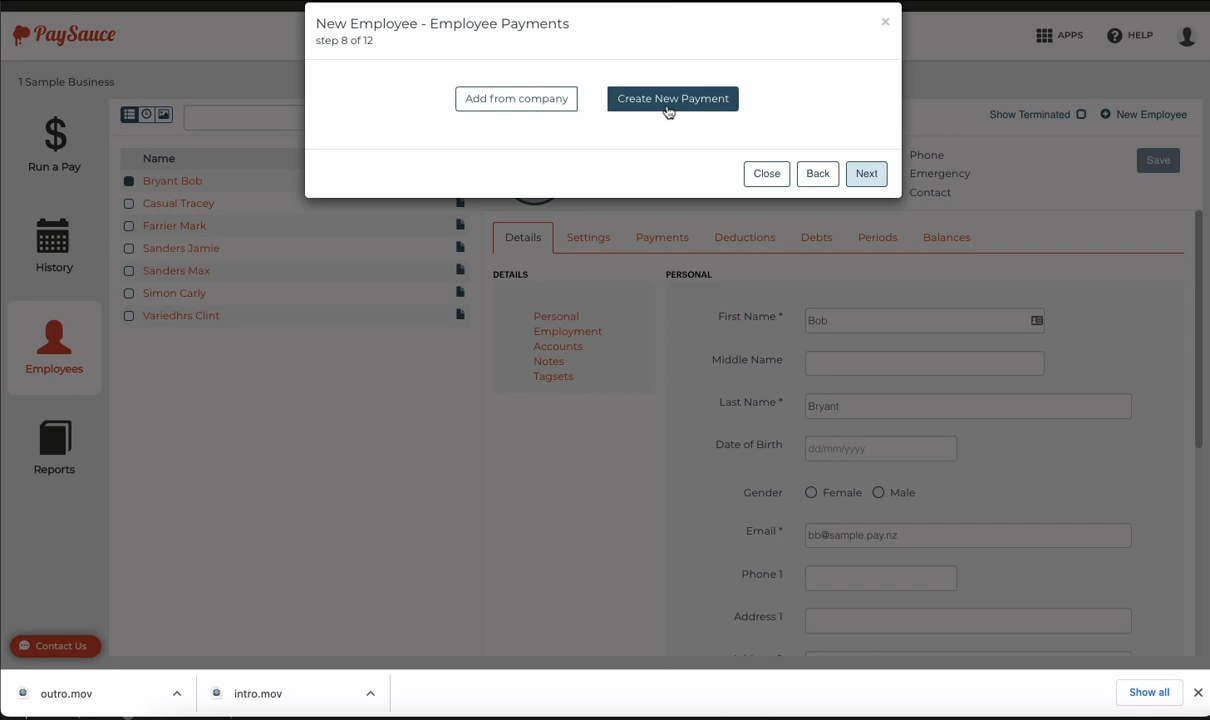 New Employee - Employee Payments
×
step 8 of 12
PaySauce
APPS
HELP
1 Sample Business
Add from company
Create New Payment
Close
Back
Next
Show Terminated
New Employee
Run a Pay
History
Employees
Reports
Contact Us
Name
Bryant Bob
Casual Tracey
Farrier Mark
Sanders Jamie
Sanders Max
Simon Carly
Variedhrs Clint
Phone
Emergency
Contact
Save
Details
Settings
Payments
Deductions
Debts
Periods
Balances
DETAILS
Personal
Employment
Accounts
Notes
Tagsets
PERSONAL
First Name *
Bob
Middle Name
Last Name *
Bryant
Date of Birth
dd/mm/yyyy
Gender
Female
Male
Email *
bb@sample.pay.nz
Phone 1
Address 1
outro.mov
intro.mov
Show all